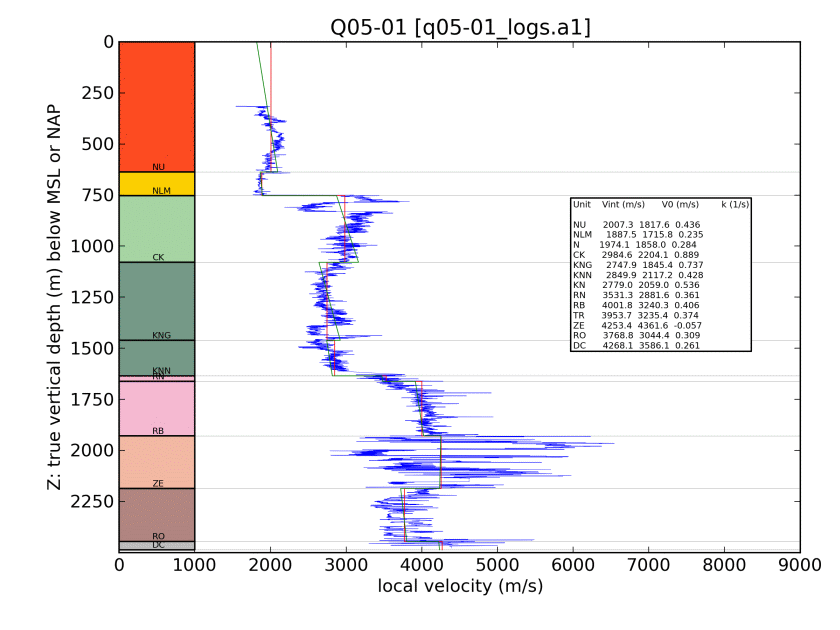 Q05-01 [q05-01_logs.a1]
Z: true vertical depth (m) below MSL or NAP
0
250
500
750
1000
1250
1500
1750
2000
2250
NU
NLM
CK
KNG
KNN
RN
RB
ZE
RO
DC
Unit Vint (m/s) V0 (m/s) k (1/s)
NU 2007.3 1817.6 0.436
NLM 1887.5 1715.8 0.235
N 1974.1 1858.0 0.284
CK 2984.6 2204.1 0.889
KNG 2747.9 1845.4 0.737
KNN 2849.9 2117.2 0.428
KN 2779.0 2059.0 0.536
RN 3531.3 2881.6 0.361
RB 4001.8 3240.3 0.406
TR 3953.7 3235.4 0.374
ZE 4253.4 4361.6 -0.057
RO 3768.8 3044.4 0.309
DC 4268.1 3586.1 0.261
0 1000 2000 3000 4000 5000 6000 7000 8000 9000
local velocity (m/s)